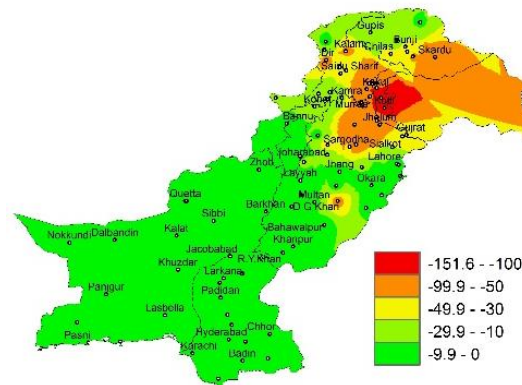 Gupis
Bunji
Kalam
Chilas
Skardu
Dir
Saidu Sharif
Kakul
Kamra
Kohat
Murree
Bannu
Jhelum
Gujrat
Sargodha
Sialkot
Joharabad
Lahore
Zhob
Jhang
Layyah
Okara
Quetta
Multan
D G Khan
Barkhan
Sibbi
Bahawalpur
Nokkundi
Dalbandin
Kalat
Khanpur
Jacobabad
R.Y.Khan
Khuzdar
Larkana
Panjgur
Padidan
Lasbella
Pasni
Hyderabad
Chhor
Karachi
Badin
-151.6 - -100
-99.9 - -50
-49.9 - -30
-29.9 - -10
-9.9 - 0